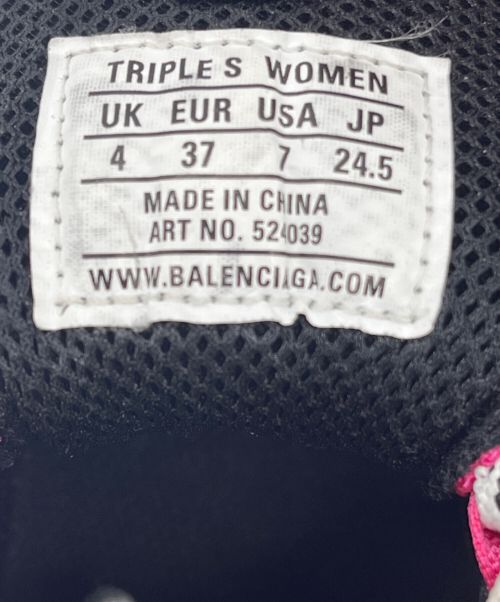 TRIPLE S WOMEN
UK EUR USA JP
4 37 7 24.5
MADE IN CHINA
ART NO. 524039
WWW.BALENCIAGA.COM